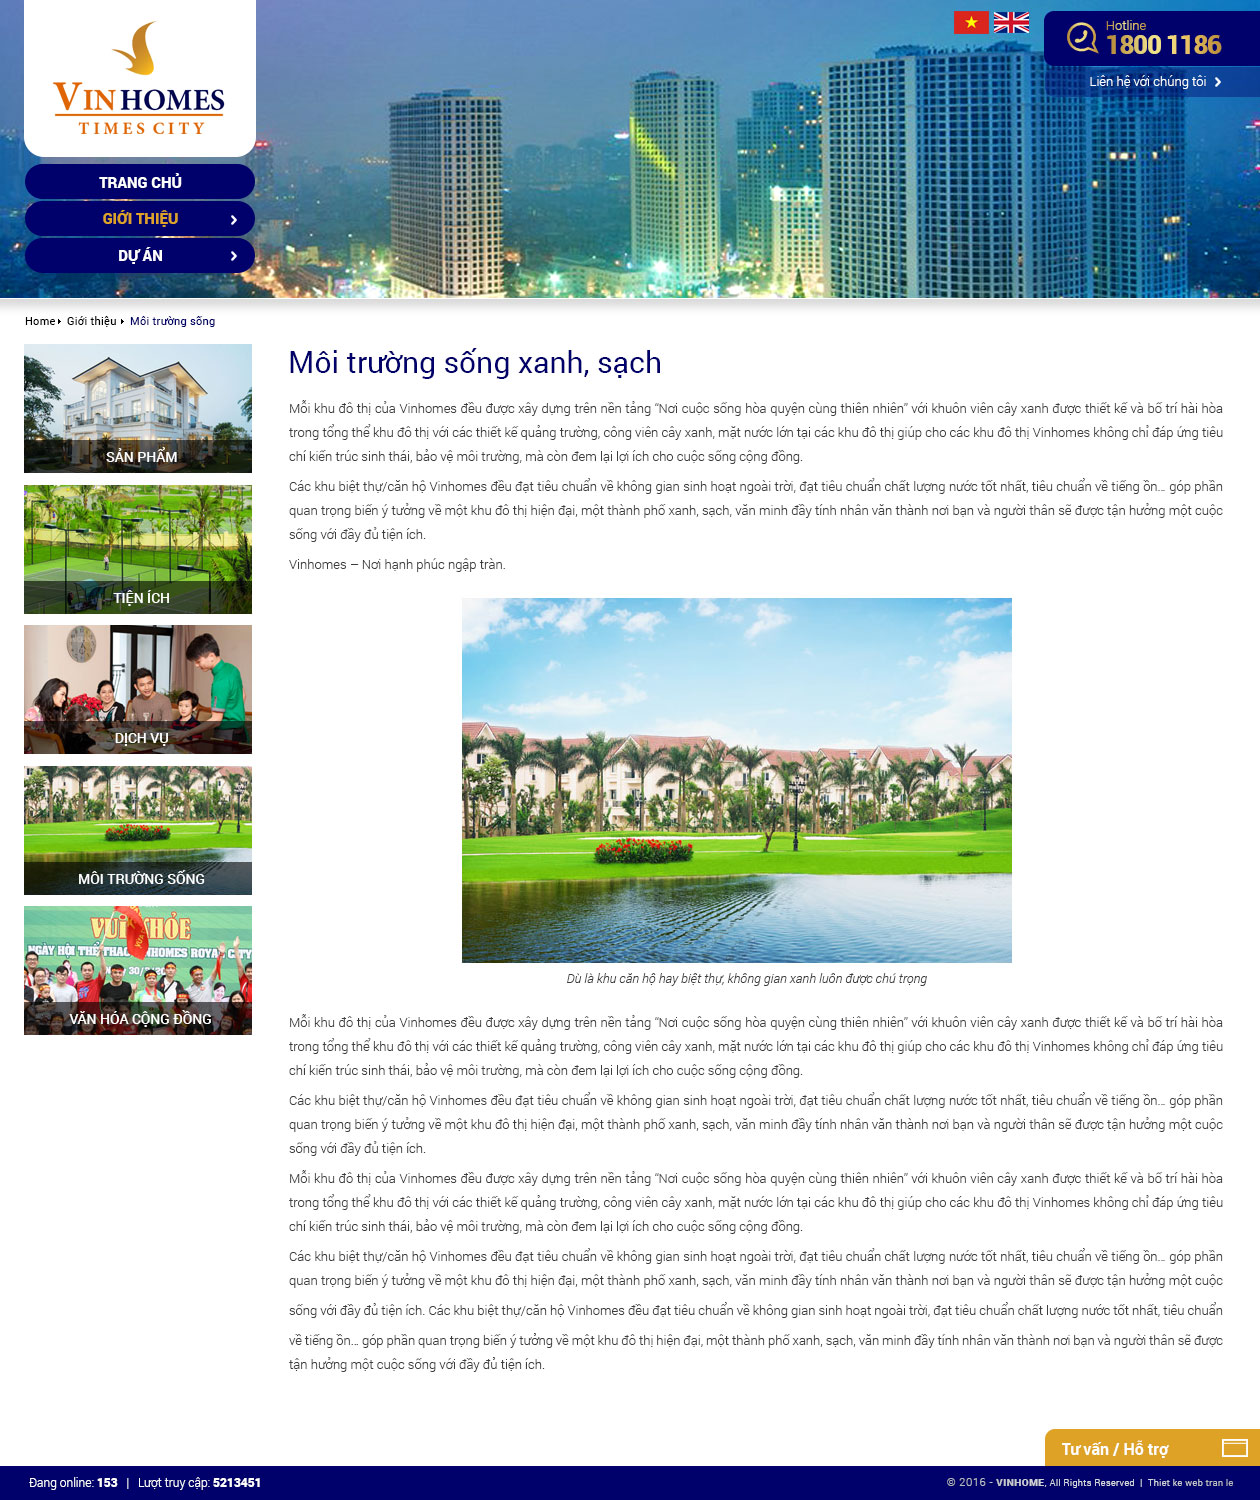 VINHOMES
TIMES CITY
Hotline
1800 1186
Liên hệ với chúng tôi
TRANG CHỦ
GIỚI THIỆU
DỰ ÁN
Home Giới thiệu Môi trường sống
SẢN PHẨM
TIỆN ÍCH
DỊCH VỤ
MÔI TRƯỜNG SỐNG
VUI KHỎE
NGÀY HỘI THỂ THAO VINHOMES ROYAL CITY
VĂN HÓA CỘNG ĐỒNG
Môi trường sống xanh, sạch
Mỗi khu đô thị của Vinhomes đều được xây dựng trên nền tảng “Nơi cuộc sống hòa quyện cùng thiên nhiên” với khuôn viên cây xanh được thiết kế và bố trí hài hòa
trong tổng thể khu đô thị với các thiết kế quảng trường, công viên cây xanh, mặt nước lớn tại các khu đô thị giúp cho các khu đô thị Vinhomes không chỉ đáp ứng tiêu
chí kiến trúc sinh thái, bảo vệ môi trường, mà còn đem lại lợi ích cho cuộc sống cộng đồng.
Các khu biệt thự/căn hộ Vinhomes đều đạt tiêu chuẩn về không gian sinh hoạt ngoài trời, đạt tiêu chuẩn chất lượng nước tốt nhất, tiêu chuẩn về tiếng ồn… góp phần
quan trọng biến ý tưởng về một khu đô thị hiện đại, một thành phố xanh, sạch, văn minh đầy tính nhân văn thành nơi bạn và người thân sẽ được tận hưởng một cuộc
sống với đầy đủ tiện ích.
Vinhomes – Nơi hạnh phúc ngập tràn.
Dù là khu căn hộ hay biệt thự, không gian xanh luôn được chú trọng
Mỗi khu đô thị của Vinhomes đều được xây dựng trên nền tảng “Nơi cuộc sống hòa quyện cùng thiên nhiên” với khuôn viên cây xanh được thiết kế và bố trí hài hòa
trong tổng thể khu đô thị với các thiết kế quảng trường, công viên cây xanh, mặt nước lớn tại các khu đô thị giúp cho các khu đô thị Vinhomes không chỉ đáp ứng tiêu
chí kiến trúc sinh thái, bảo vệ môi trường, mà còn đem lại lợi ích cho cuộc sống cộng đồng.
Các khu biệt thự/căn hộ Vinhomes đều đạt tiêu chuẩn về không gian sinh hoạt ngoài trời, đạt tiêu chuẩn chất lượng nước tốt nhất, tiêu chuẩn về tiếng ồn… góp phần
quan trọng biến ý tưởng về một khu đô thị hiện đại, một thành phố xanh, sạch, văn minh đầy tính nhân văn thành nơi bạn và người thân sẽ được tận hưởng một cuộc
sống với đầy đủ tiện ích.
Mỗi khu đô thị của Vinhomes đều được xây dựng trên nền tảng “Nơi cuộc sống hòa quyện cùng thiên nhiên” với khuôn viên cây xanh được thiết kế và bố trí hài hòa
trong tổng thể khu đô thị với các thiết kế quảng trường, công viên cây xanh, mặt nước lớn tại các khu đô thị giúp cho các khu đô thị Vinhomes không chỉ đáp ứng tiêu
chí kiến trúc sinh thái, bảo vệ môi trường, mà còn đem lại lợi ích cho cuộc sống cộng đồng.
Các khu biệt thự/căn hộ Vinhomes đều đạt tiêu chuẩn về không gian sinh hoạt ngoài trời, đạt tiêu chuẩn chất lượng nước tốt nhất, tiêu chuẩn về tiếng ồn… góp phần
quan trọng biến ý tưởng về một khu đô thị hiện đại, một thành phố xanh, sạch, văn minh đầy tính nhân văn thành nơi bạn và người thân sẽ được tận hưởng một cuộc
sống với đầy đủ tiện ích. Các khu biệt thự/căn hộ Vinhomes đều đạt tiêu chuẩn về không gian sinh hoạt ngoài trời, đạt tiêu chuẩn chất lượng nước tốt nhất, tiêu chuẩn
về tiếng ồn… góp phần quan trọng biến ý tưởng về một khu đô thị hiện đại, một thành phố xanh, sạch, văn minh đầy tính nhân văn thành nơi bạn và người thân sẽ được
tận hưởng một cuộc sống với đầy đủ tiện ích.
Tư vấn / Hỗ trợ
Đang online: 153 | Lượt truy cập: 5213451
© 2016 - VINHOME, All Rights Reserved | Thiet ke web tran le